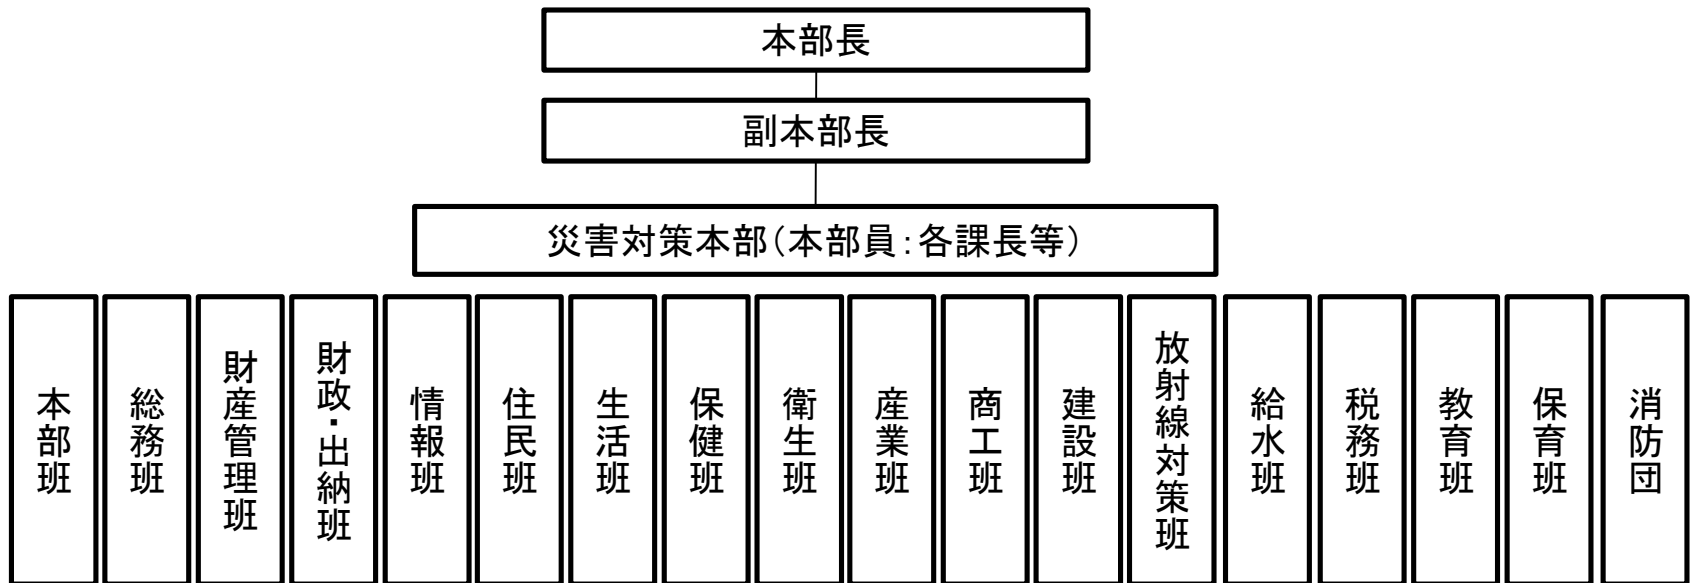 本部長
副本部長
災害対策本部(本部員:各課長等)
本部班
総務班
財産管理班
財政・出納班
情報班
住民班
生活班
保健班
衛生班
産業班
商工班
建設班
放射線対策班
給水班
税務班
教育班
保育班
消防団